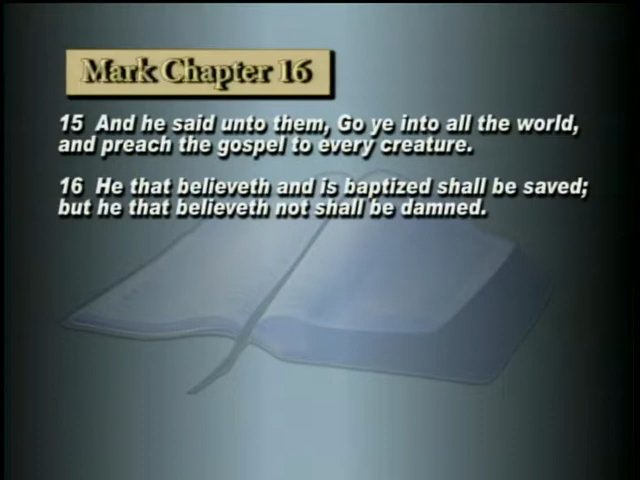 Mark Chapter 16
15 And he said unto them, Go ye into all the world,
and preach the gospel to every creature.
16 He that believeth and is baptized shall be saved;
but he that believeth not shall be damned.